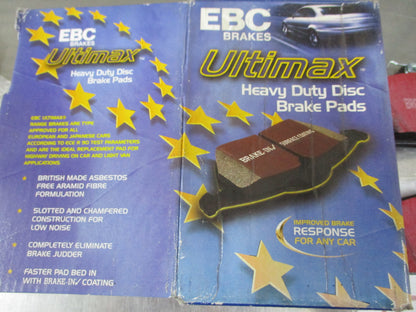 EBC
BRAKES
Ultimax
Heavy Duty Disc
Brake Pads
EBC ULTIMAX
RANGE BRAKES ARE TYPE
APPROVED FOR ALL
EUROPEAN AND JAPANESE CARS
ACCORDING TO ECE R 90 TEST PARAMETERS
AND ARE THE IDEAL REPLACEMENT PAD FOR
HIGHWAY DRIVING ON CAR AND LIGHT VAN
APPLICATIONS.
• BRITISH MADE ASBESTOS
FREE ARAMID FIBRE
FORMULATION
• SLOTTED AND CHAMFERED
CONSTRUCTION FOR
LOW NOISE
• COMPLETELY ELIMINATE
BRAKE JUDDER
• FASTER PAD BED IN
WITH BRAKE-IN COATING
EBC
BRAKES
Ultimax
Heavy Duty Disc
Brake Pads
BRAKE-IN
SURFACE COATING
IMPROVED BRAKE
RESPONSE
FOR ANY CAR